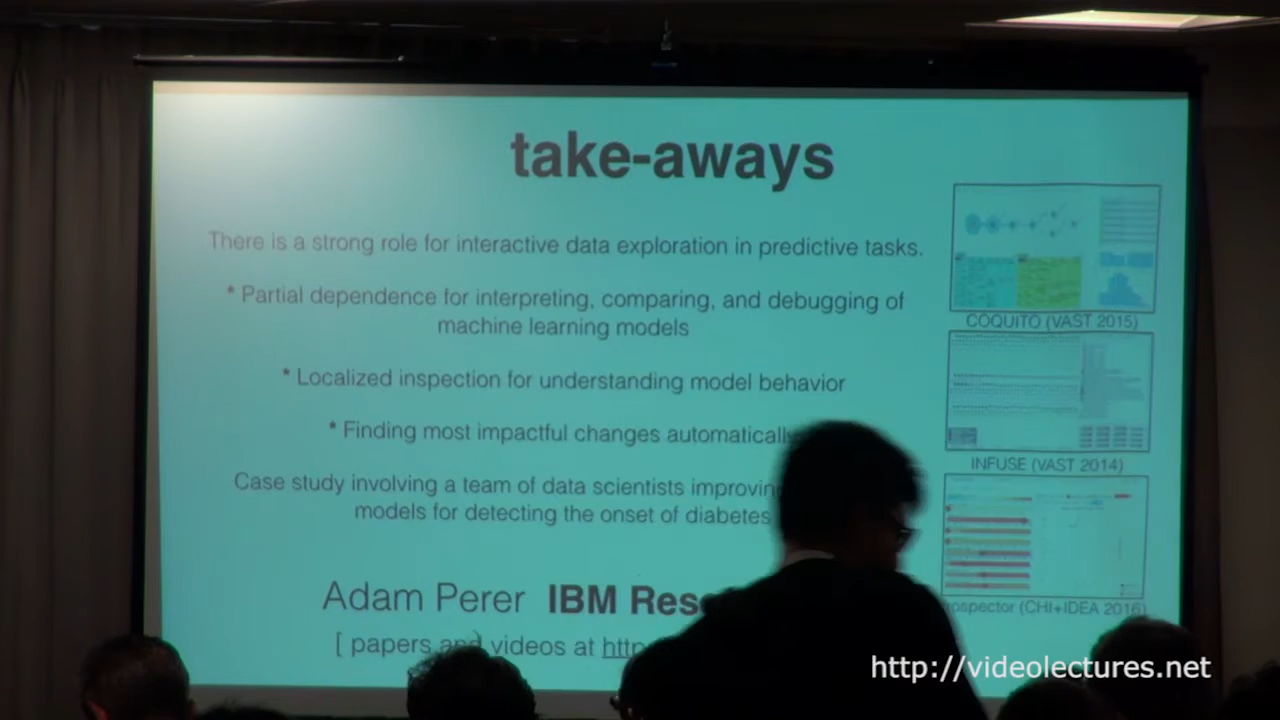 take-aways
There is a strong role for interactive data exploration in predictive tasks.
* Partial dependence for interpreting, comparing, and debugging of
machine learning models
* Localized inspection for understanding model behavior
* Finding most impactful changes automatically
Case study involving a team of data scientists improving
models for detecting the onset of diabetes
Adam Perer IBM
[ papers and videos at
COQUITO (VAST 2015)
INFUSE (VAST 2014)
(CHI+IDEA 2016)
http://videolectures.net